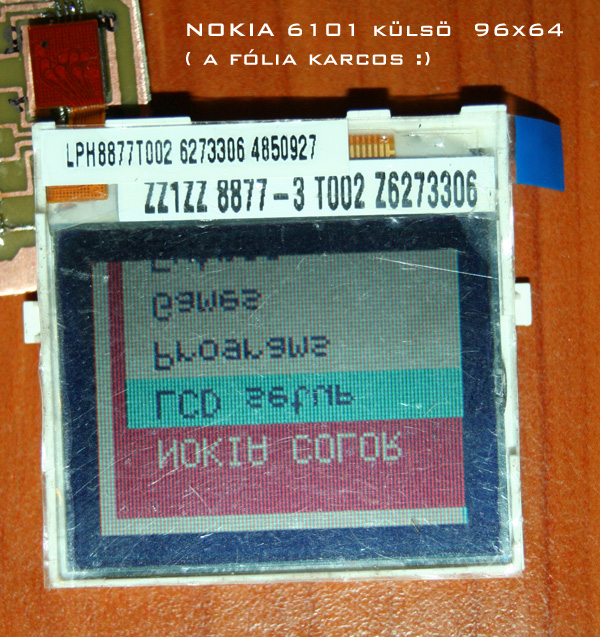 NOKIA 6101 külsö 96x64
( A FÓLIA KARCOS :)
LPH8877T002 6273306 4850927
ZZ1ZZ 8877-3 T002 Z6273306
Games
Programs
LCD setup
NOKIA COLOR